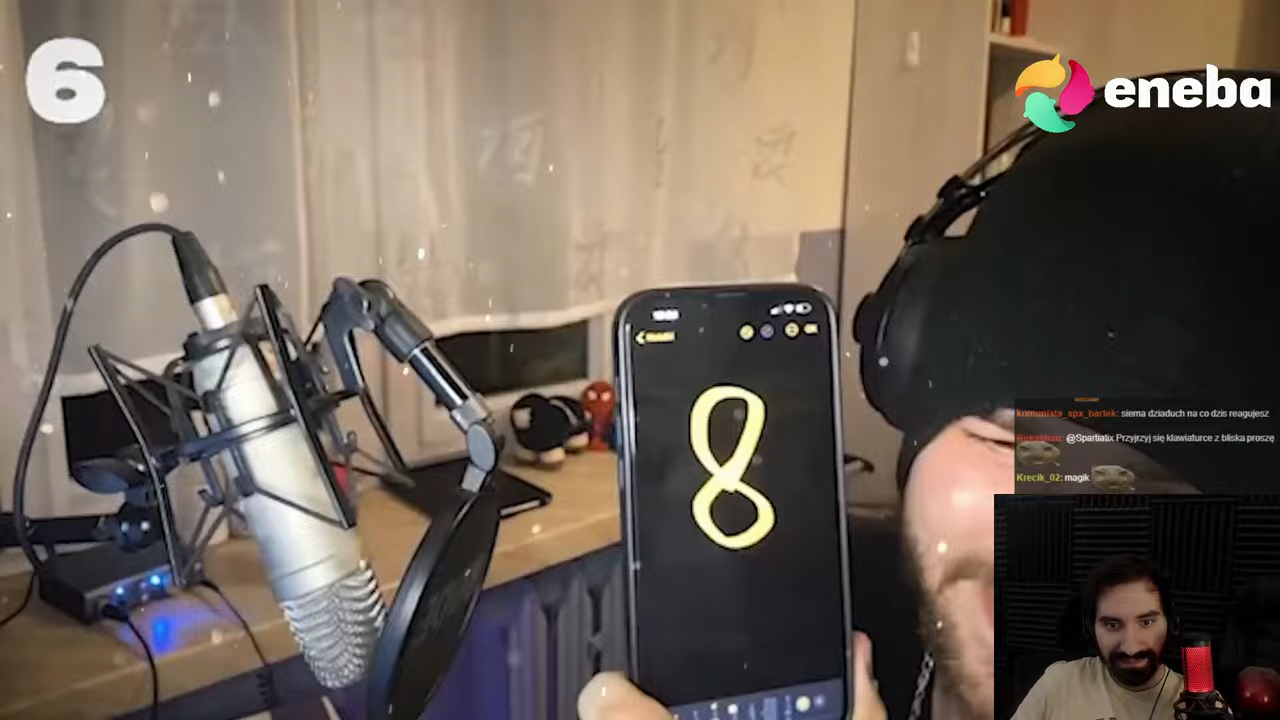 6
eneba
8
komunista_spx_bartek: siema dziaduch na co dzis reagujesz
@Spartiatix Przyjrzyj się klawiaturce z bliska proszę
Krecik_02: magik